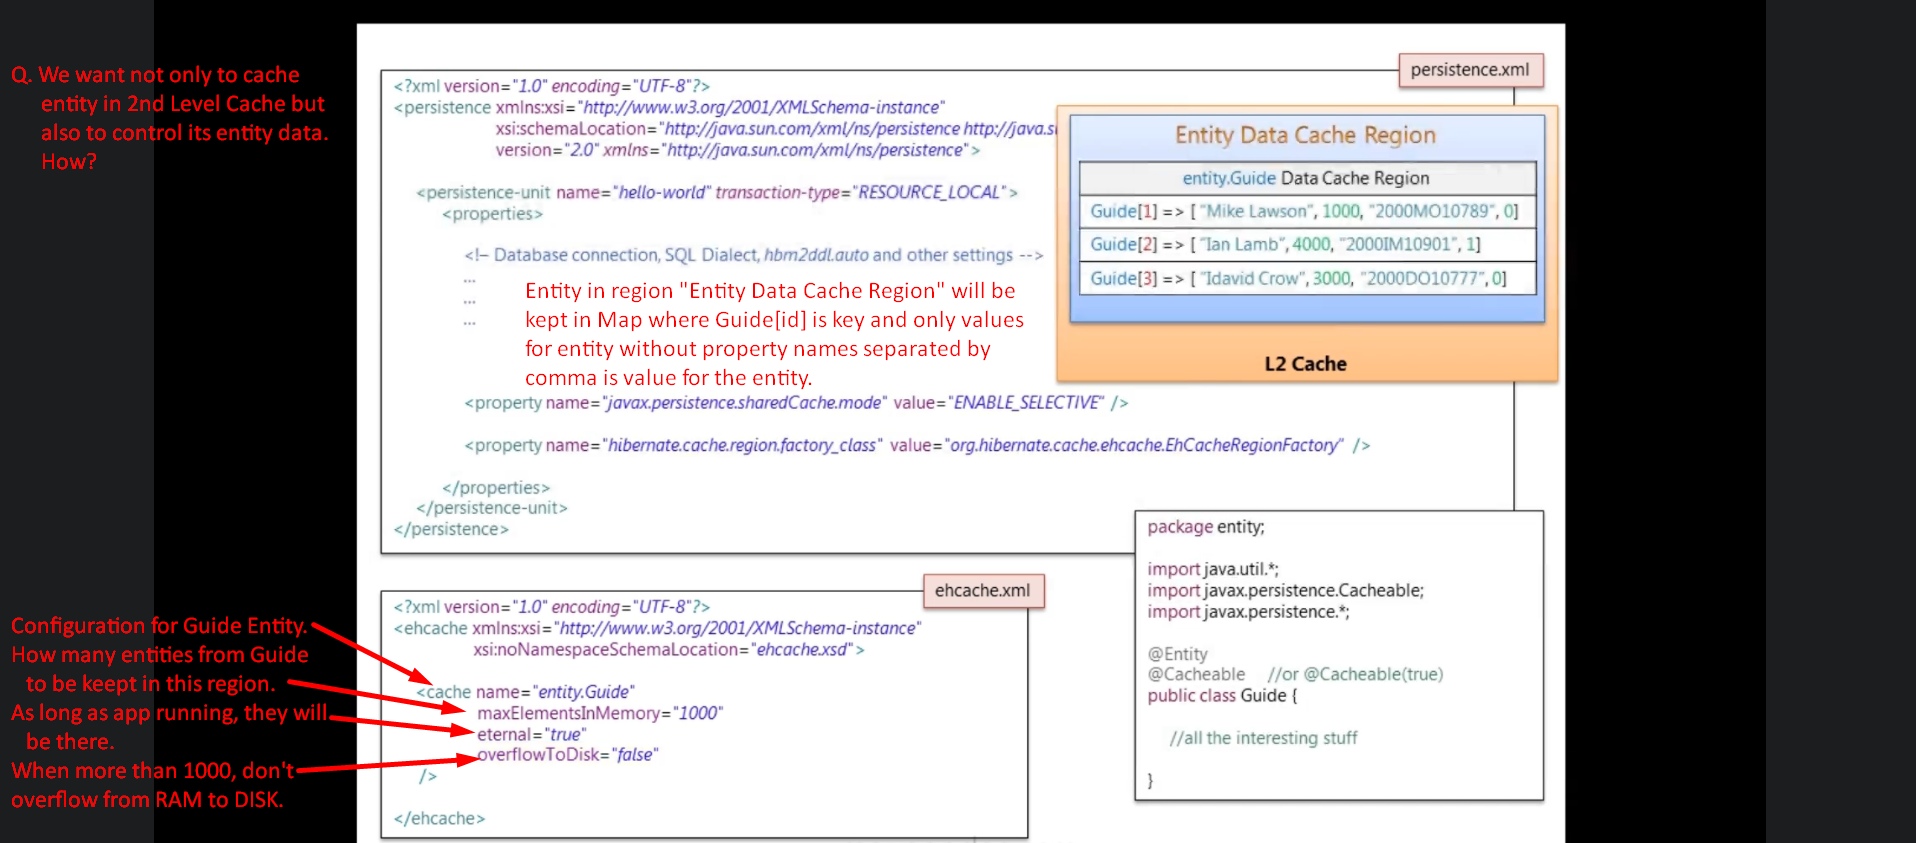 Q. We want not only to cache
entity in 2nd Level Cache but
also to control its entity data.
How?
persistence.xml
<?xml version="1.0" encoding="UTF-8"?>
<persistence xmlns:xsi="http://www.w3.org/2001/XMLSchema-instance"
xsi:schemaLocation="http://java.sun.com/xml/ns/persistence http://java.s
version="2.0" xmlns="http://java.sun.com/xml/ns/persistence">
<persistence-unit name="hello-world" transaction-type="RESOURCE_LOCAL">
<properties>
<!– Database connection, SQL Dialect, hbm2ddl.auto and other settings -->
...
...
...
Entity in region "Entity Data Cache Region" will be
kept in Map where Guide[id] is key and only values
for entity without property names separated by
comma is value for the entity.
<property name="javax.persistence.sharedCache.mode" value="ENABLE_SELECTIVE" />
<property name="hibernate.cache.region.factory_class" value="org.hibernate.cache.ehcache.EhCacheRegionFactory" />
</properties>
</persistence-unit>
</persistence>
Entity Data Cache Region
entity.Guide Data Cache Region
Guide[1] => [ "Mike Lawson", 1000, "2000MO10789", 0]
Guide[2] => [ "Ian Lamb", 4000, "2000IM10901", 1]
Guide[3] => [ "Idavid Crow", 3000, "2000DO10777", 0]
L2 Cache
ehcache.xml
<?xml version="1.0" encoding="UTF-8"?>
<ehcache xmlns:xsi="http://www.w3.org/2001/XMLSchema-instance"
xsi:noNamespaceSchemaLocation="ehcache.xsd">
<cache name="entity.Guide"
maxElementsInMemory="1000"
eternal="true"
overflowToDisk="false"
/>
</ehcache>
Configuration for Guide Entity.
How many entities from Guide
to be keept in this region.
As long as app running, they will
be there.
When more than 1000, don't
overflow from RAM to DISK.
package entity;
import java.util.*;
import javax.persistence.Cacheable;
import javax.persistence.*;
@Entity
@Cacheable //or @Cacheable(true)
public class Guide {
//all the interesting stuff
}